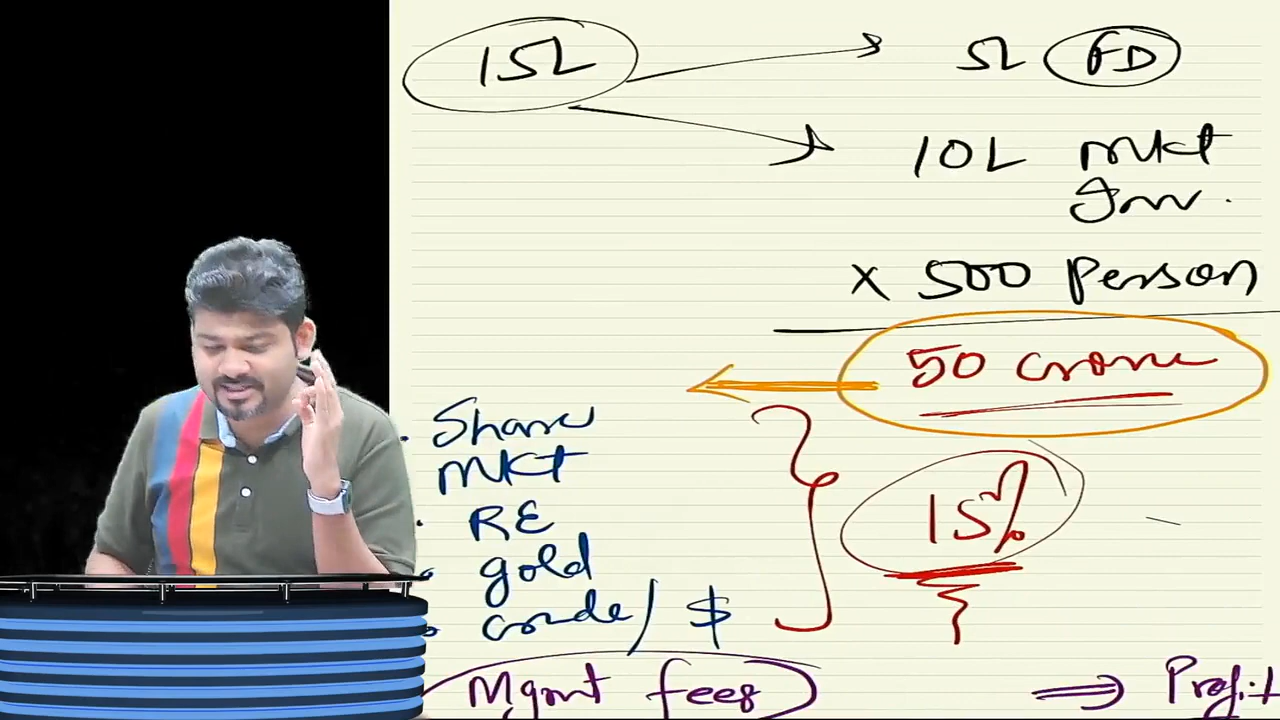 15L 5L FD
10L mkt
Inv.
x 500 Person
50 crore
Share
mkt
RE
gold
crude/ $
15%
Mgmt fees ⇒ Profit